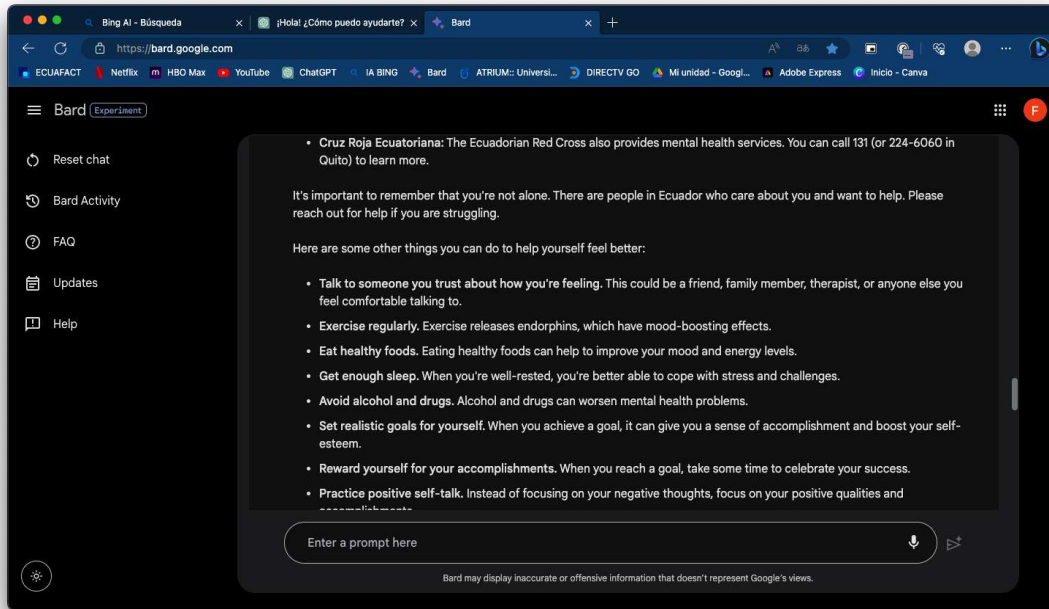 Bing AI - Búsqueda
¡Hola! ¿Cómo puedo ayudarte?
Bard
https://bard.google.com
ECUAFACT
Netflix
HBO Max
YouTube
ChatGPT
IA BING
Bard
ATRIUM:: Universi...
DIRECTV GO
Mi unidad - Googl...
Adobe Express
Inicio - Canva
Bard Experiment
F
Reset chat
Bard Activity
FAQ
Updates
Help
• Cruz Roja Ecuatoriana: The Ecuadorian Red Cross also provides mental health services. You can call 131 (or 224-6060 in
Quito) to learn more.
It's important to remember that you're not alone. There are people in Ecuador who care about you and want to help. Please
reach out for help if you are struggling.
Here are some other things you can do to help yourself feel better:
• Talk to someone you trust about how you're feeling. This could be a friend, family member, therapist, or anyone else you
feel comfortable talking to.
• Exercise regularly. Exercise releases endorphins, which have mood-boosting effects.
• Eat healthy foods. Eating healthy foods can help to improve your mood and energy levels.
• Get enough sleep. When you're well-rested, you're better able to cope with stress and challenges.
• Avoid alcohol and drugs. Alcohol and drugs can worsen mental health problems.
• Set realistic goals for yourself. When you achieve a goal, it can give you a sense of accomplishment and boost your self-
esteem.
• Reward yourself for your accomplishments. When you reach a goal, take some time to celebrate your success.
• Practice positive self-talk. Instead of focusing on your negative thoughts, focus on your positive qualities and
Enter a prompt here
Bard may display inaccurate or offensive information that doesn't represent Google's views.